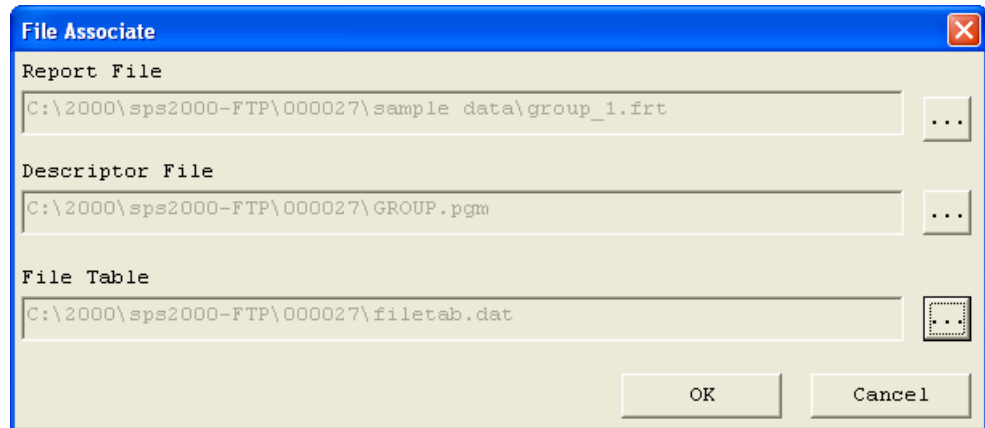 File Associate
Report File
C:\2000\sps2000-FTP\000027\sample data\group_1.frt
...
Descriptor File
C:\2000\sps2000-FTP\000027\GROUP.pgm
...
File Table
C:\2000\sps2000-FTP\000027\filetab.dat
...
OK Cancel